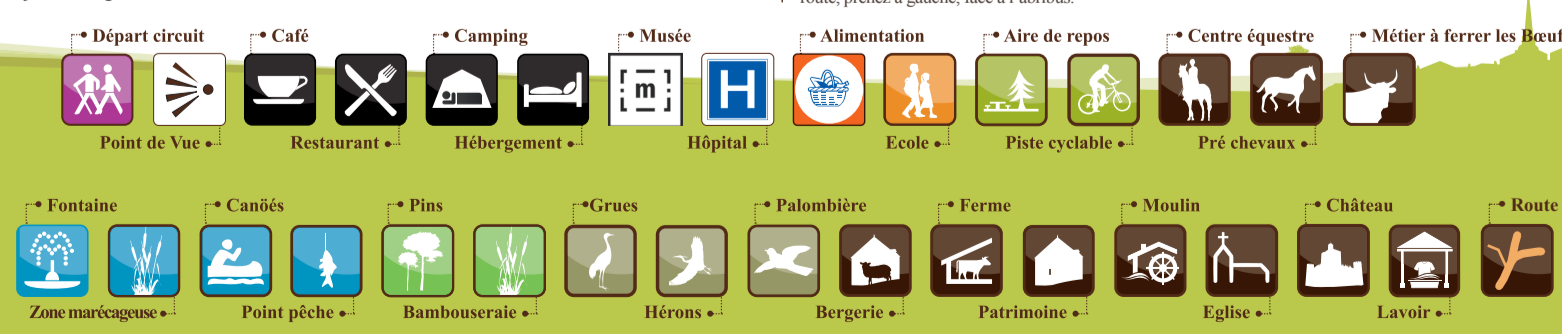 route, prenez à gauche, face à l'abribus.
• Départ circuit • Café • Camping • Musée • Alimentation • Aire de repos • Centre équestre • Métier à ferrer les Bœuf
m H
Point de Vue • Restaurant • Hébergement • Hôpital • Ecole • Piste cyclable • Pré chevaux •
• Fontaine • Canöés • Pins •Grues • Palombière • Ferme • Moulin • Château • Route
Zone marécageuse • Point pêche • Bambouseraie • Hérons • Bergerie • Patrimoine • Eglise • Lavoir •